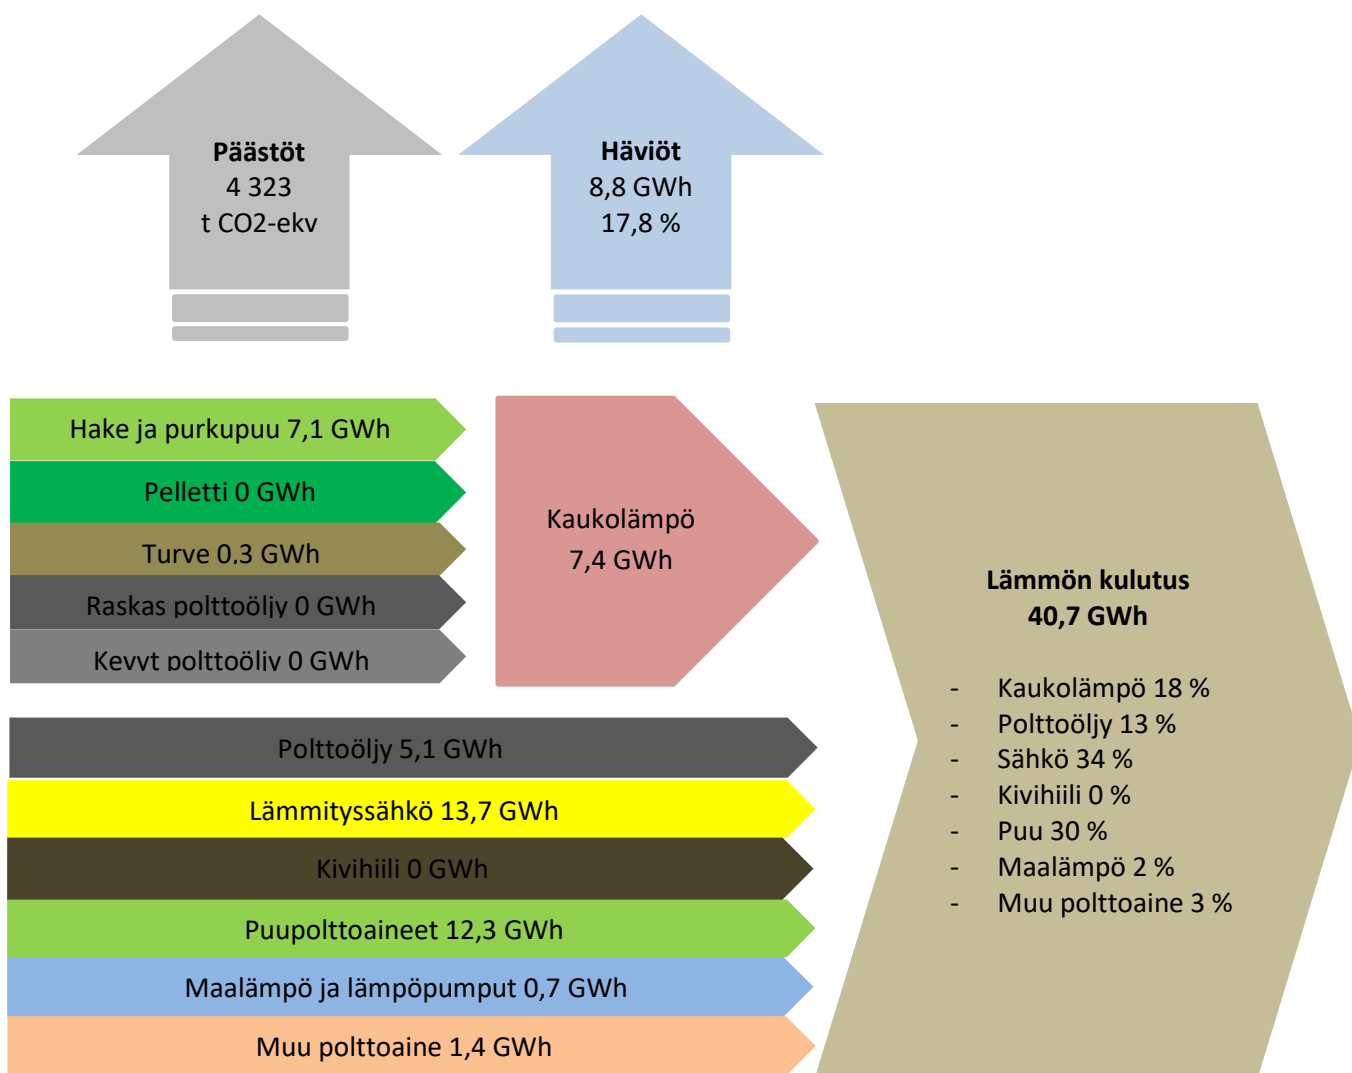 Päästöt
4 323
t CO2-ekv
Häviöt
8,8 GWh
17,8 %
Hake ja purkupuu 7,1 GWh
Pelletti 0 GWh
Turve 0,3 GWh
Raskas polttoöljy 0 GWh
Kevyt polttoöljy 0 GWh
Kaukolämpö
7,4 GWh
Polttoöljy 5,1 GWh
Lämmityssähkö 13,7 GWh
Kivihiili 0 GWh
Puupolttoaineet 12,3 GWh
Maalämpö ja lämpöpumput 0,7 GWh
Muu polttoaine 1,4 GWh
Lämmön kulutus
40,7 GWh
- Kaukolämpö 18 %
- Polttoöljy 13 %
- Sähkö 34 %
- Kivihiili 0 %
- Puu 30 %
- Maalämpö 2 %
- Muu polttoaine 3 %